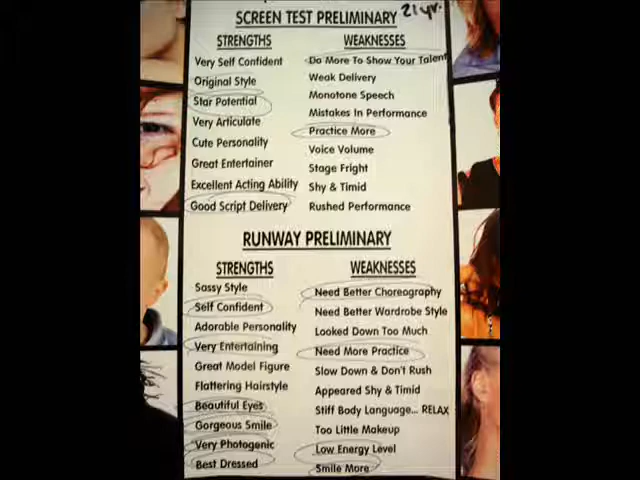 SCREEN TEST PRELIMINARY 21yr.
STRENGTHS
Very Self Confident
Original Style
Star Potential
Very Articulate
Cute Personality
Great Entertainer
Excellent Acting Ability
Good Script Delivery
WEAKNESSES
Do More To Show Your Talent
Weak Delivery
Monotone Speech
Mistakes In Performance
Practice More
Voice Volume
Stage Fright
Shy & Timid
Rushed Performance
RUNWAY PRELIMINARY
STRENGTHS
Sassy Style
Self Confident
Adorable Personality
Very Entertaining
Great Model Figure
Flattering Hairstyle
Beautiful Eyes
Gorgeous Smile
Very Photogenic
Best Dressed
WEAKNESSES
Need Better Choreography
Need Better Wardrobe Style
Looked Down Too Much
Need More Practice
Slow Down & Don't Rush
Appeared Shy & Timid
Stiff Body Language... RELAX
Too Little Makeup
Low Energy Level
Smile More